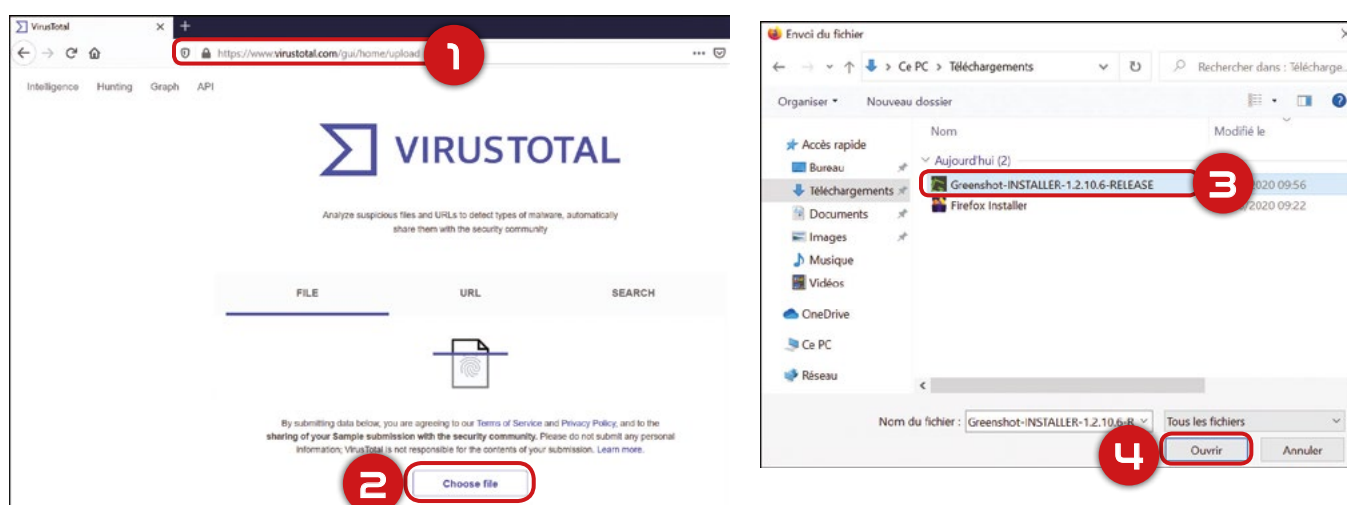 VirusTotal
https://www.virustotal.com/gui/home/upload
1
Intelligence Hunting Graph API
VIRUSTOTAL
Analyze suspicious files and URLs to detect types of malware, automatically
share them with the security community
FILE URL SEARCH
By submitting data below, you are agreeing to our Terms of Service and Privacy Policy, and to the
sharing of your Sample submission with the security community. Please do not submit any personal
information; VirusTotal is not responsible for the contents of your submission. Learn more.
2
Choose file
Envoi du fichier
Ce PC > Téléchargements
Rechercher dans : Télécharge...
Organiser Nouveau dossier
Nom Modifié le
Accès rapide
Aujourd'hui (2)
Bureau
Greenshot-INSTALLER-1.2.10.6-RELEASE
3
2020 09:56
Téléchargements
Firefox Installer
/2020 09:22
Documents
Images
Musique
Vidéos
OneDrive
Ce PC
Réseau
Nom du fichier : Greenshot-INSTALLER-1.2.10.6-R
Tous les fichiers
4
Ouvrir Annuler